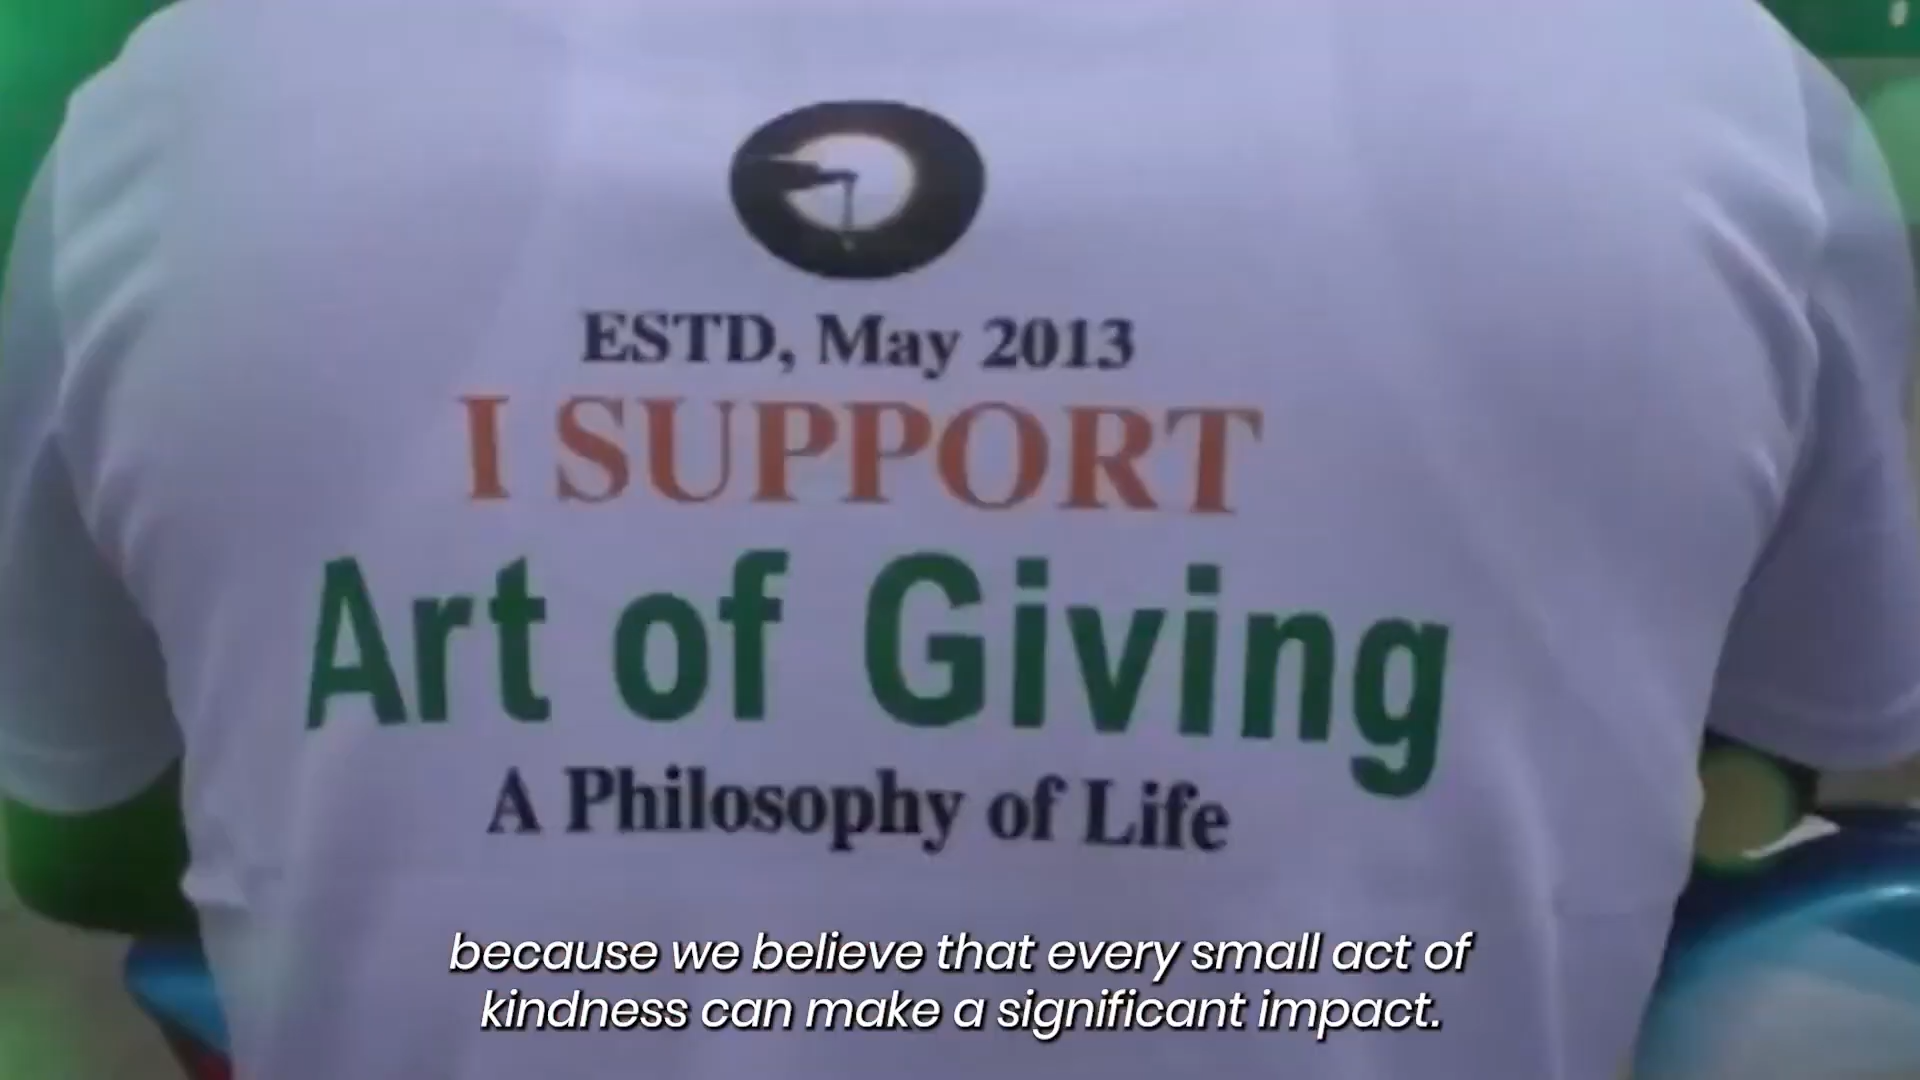 ESTD, May 2013
I SUPPORT
Art of Giving
A Philosophy of Life
because we believe that every small act of
kindness can make a significant impact.